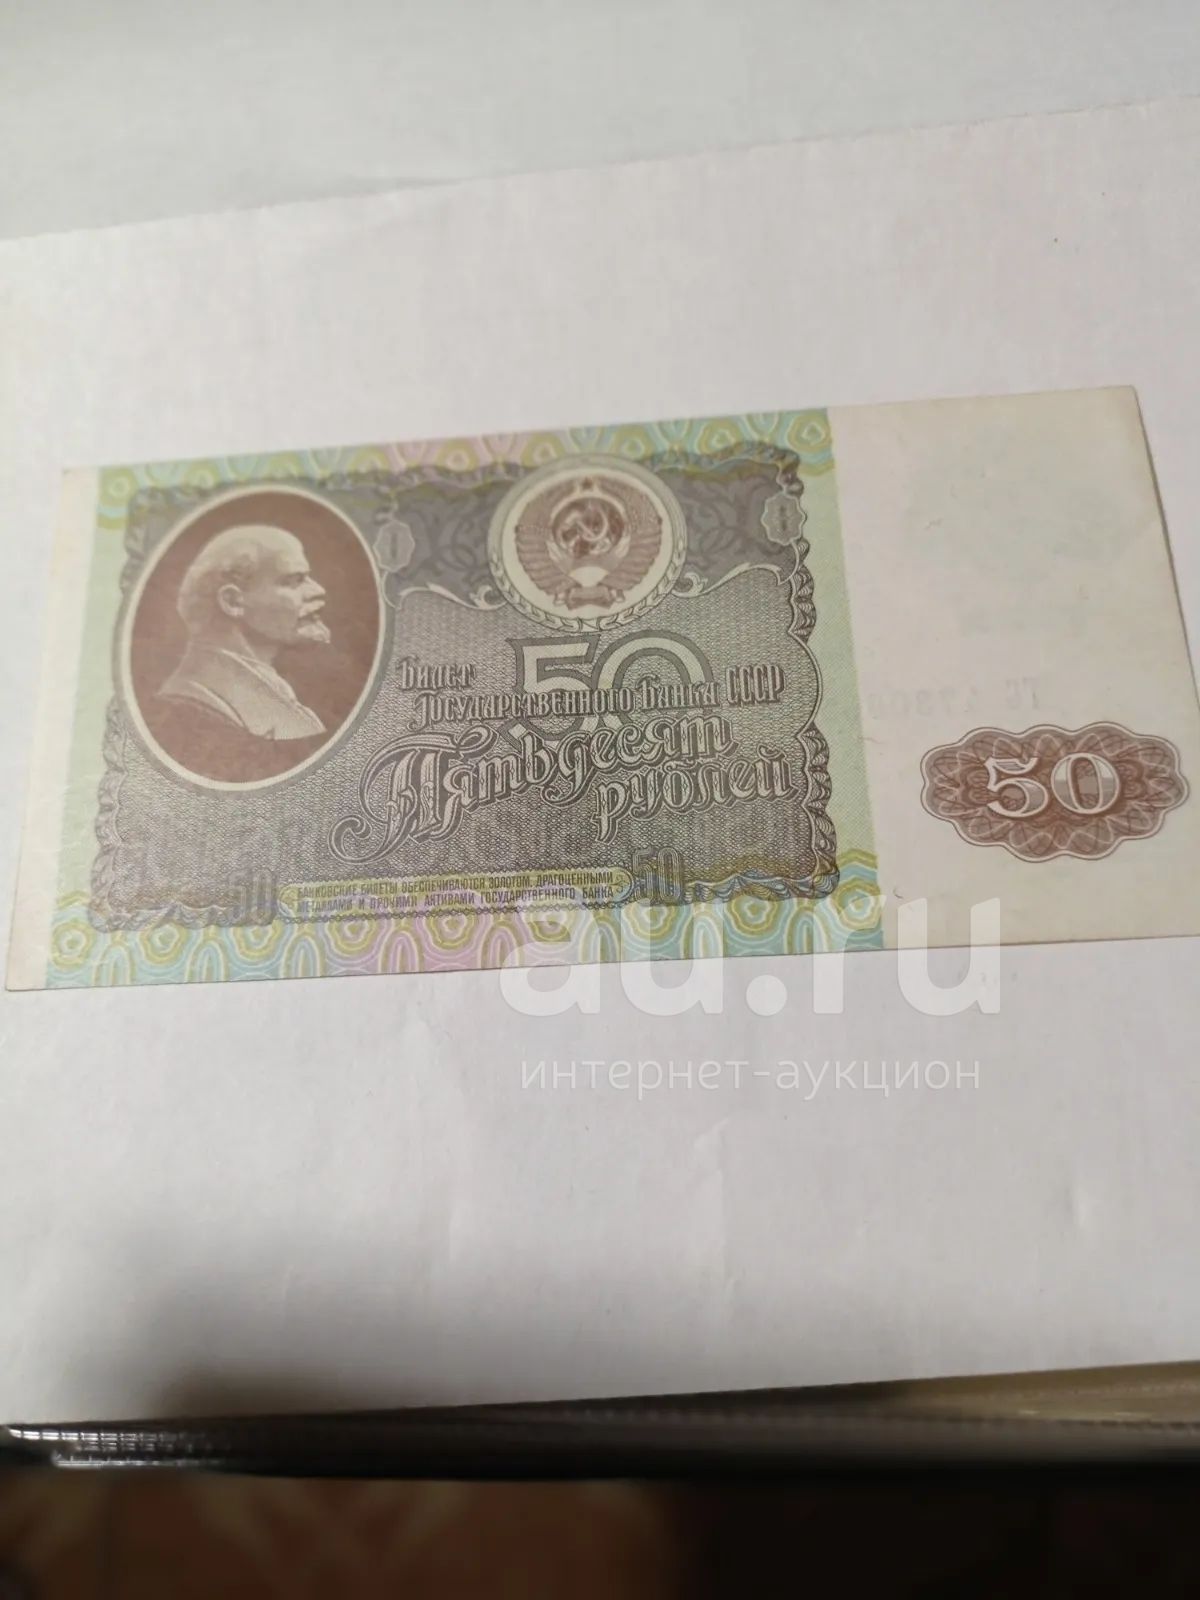 50
Билет
Государственного Банка СССР
Пятьдесят
рублей
50
50 БАНКОВСКИЕ БИЛЕТЫ ОБЕСПЕЧИВАЮТСЯ ЗОЛОТОМ, ДРАГОЦЕННЫМИ 50
МЕТАЛЛАМИ И ПРОЧИМИ АКТИВАМИ ГОСУДАРСТВЕННОГО БАНКА
au.ru
интернет-аукцион